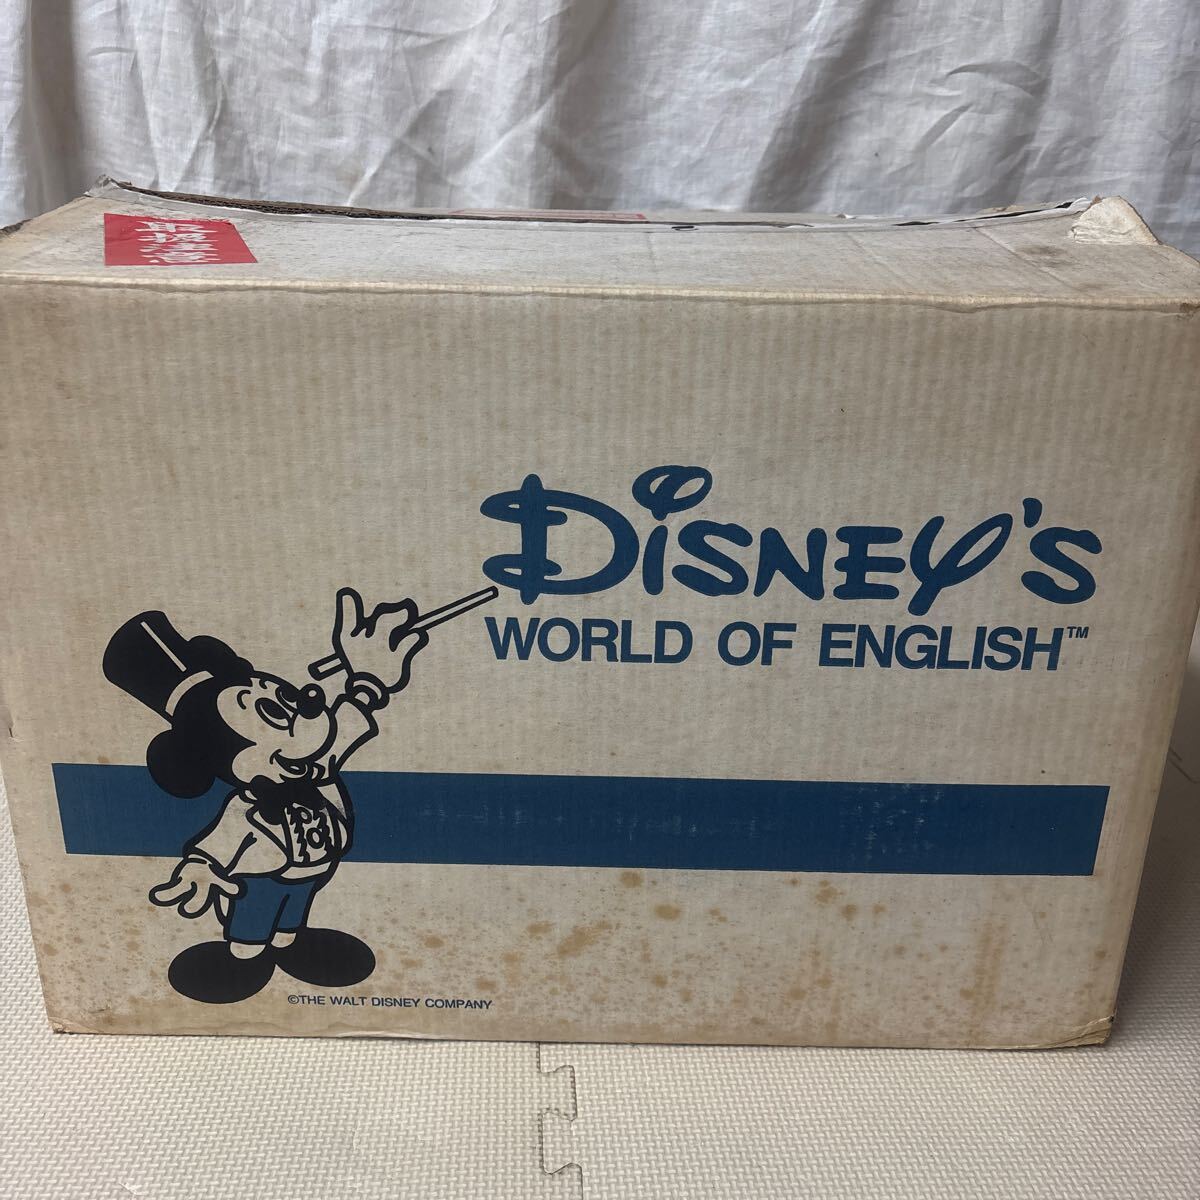 DISNEY'S
WORLD OF ENGLISH™
©THE WALT DISNEY COMPANY